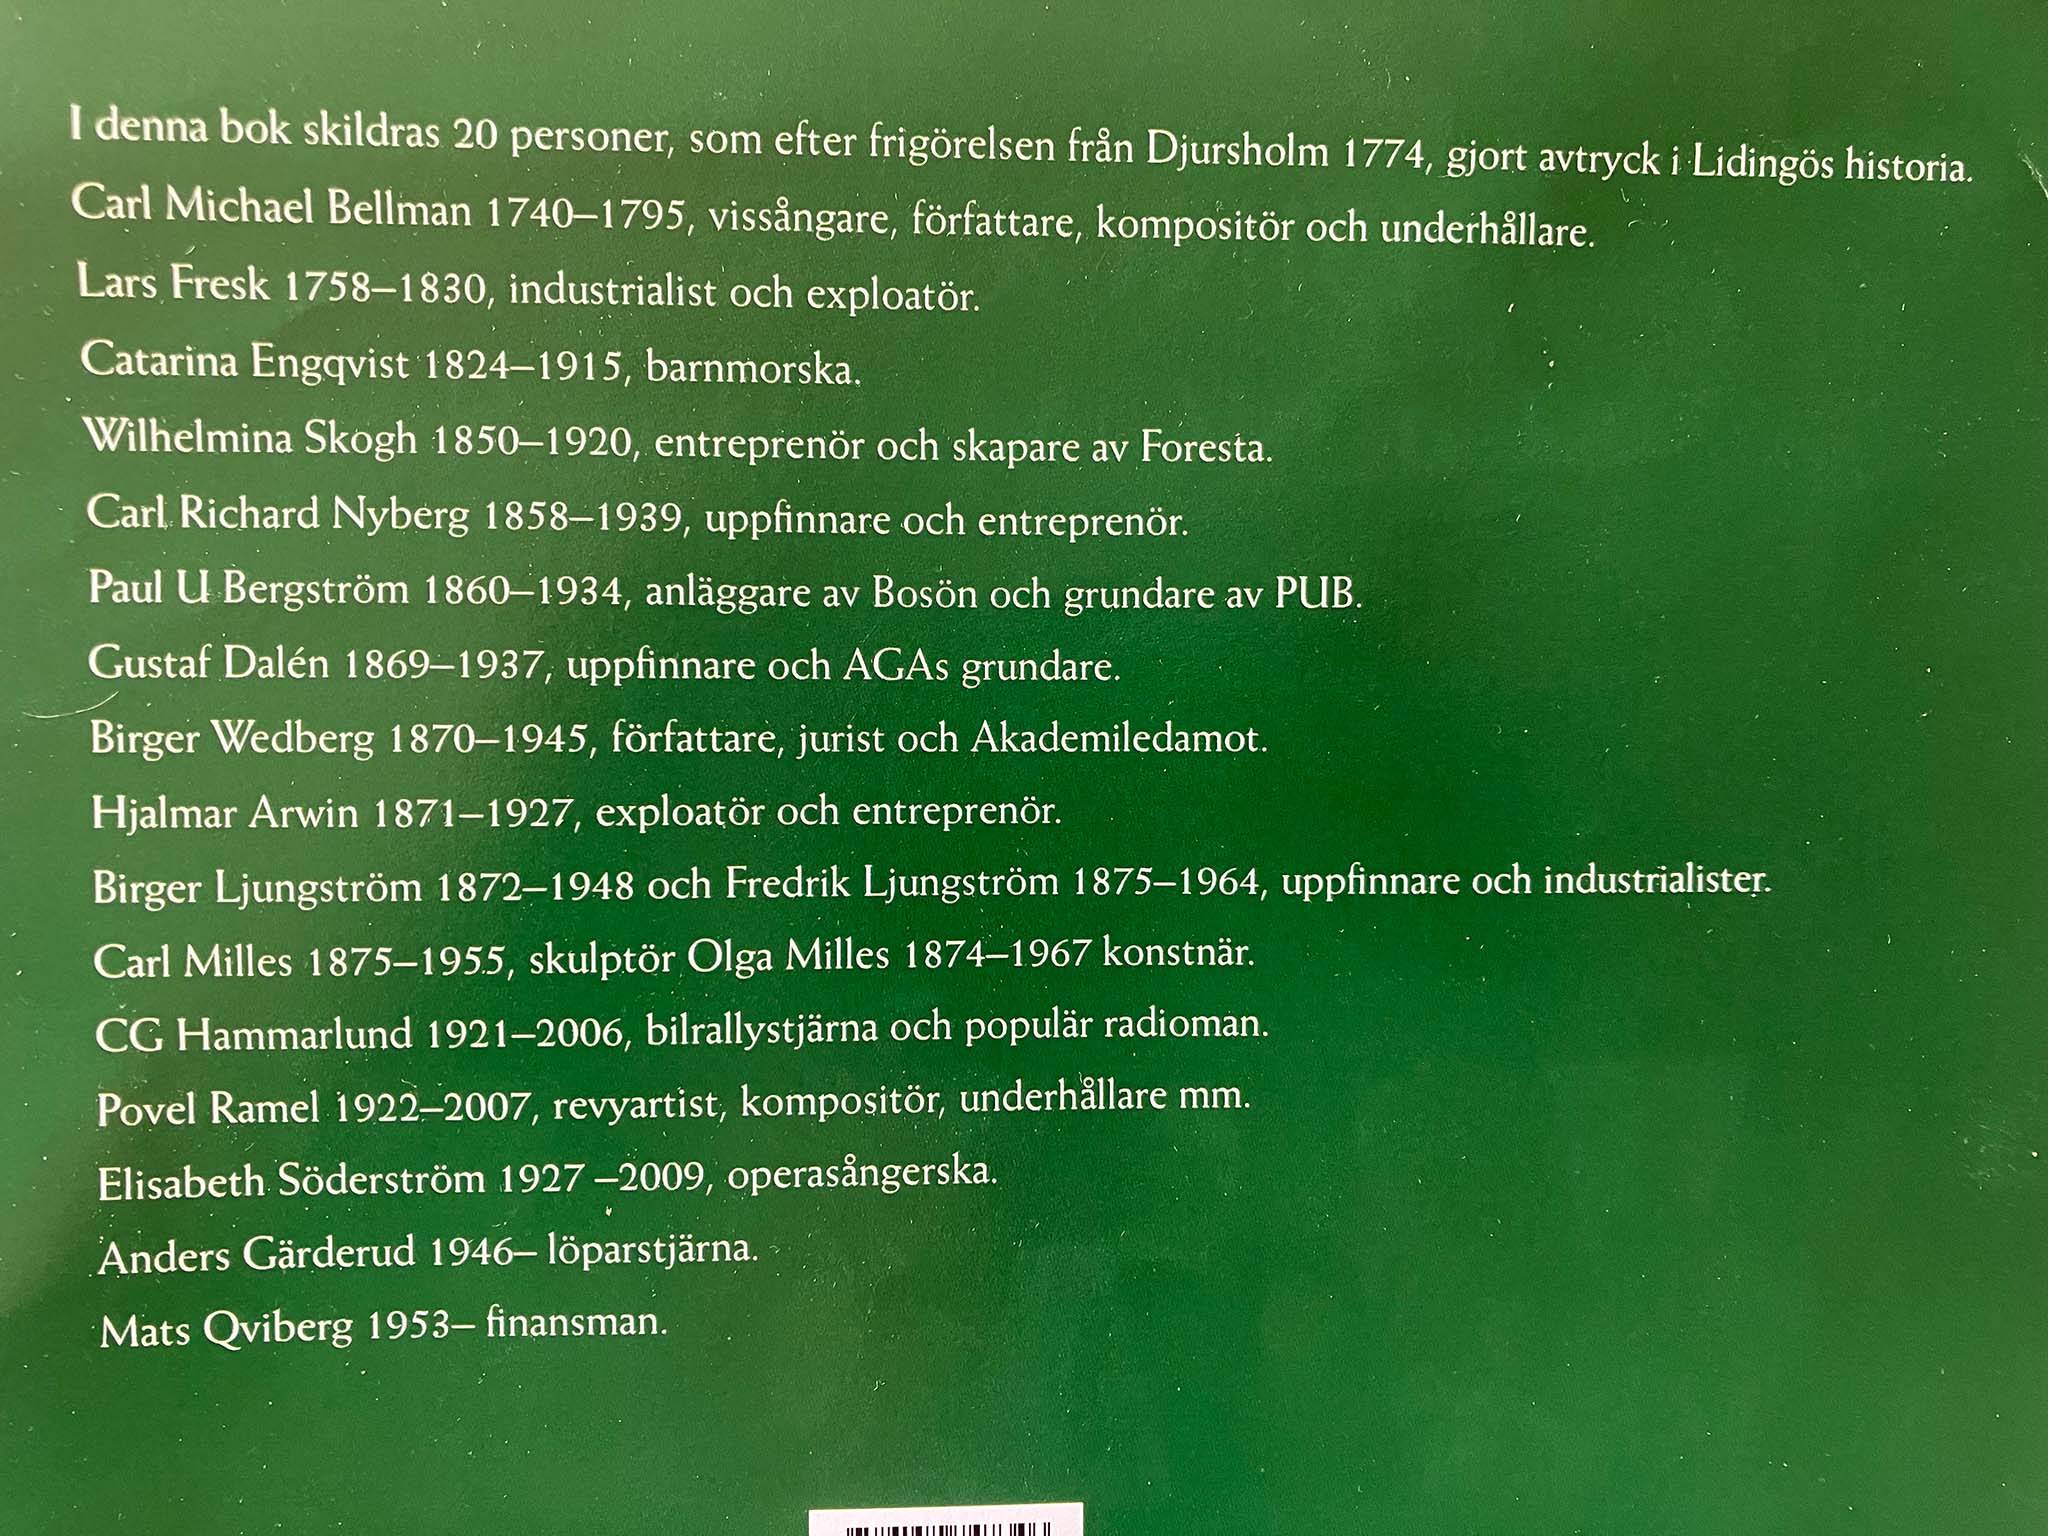 I denna bok skildras 20 personer, som efter frigörelsen från Djursholm 1774, gjort avtryck i Lidingös historia.
Carl Michael Bellman 1740–1795, vissångare, författare, kompositör och underhållare.
Lars Fresk 1758–1830, industrialist och exploatör.
Catarina Engqvist 1824–1915, barnmorska.
Wilhelmina Skogh 1850–1920, entreprenör och skapare av Foresta.
Carl Richard Nyberg 1858–1939, uppfinnare och entreprenör.
Paul U Bergström 1860–1934, anläggare av Bosön och grundare av PUB.
Gustaf Dalén 1869–1937, uppfinnare och AGAs grundare.
Birger Wedberg 1870–1945, författare, jurist och Akademiledamot.
Hjalmar Arwin 1871–1927, exploatör och entreprenör.
Birger Ljungström 1872–1948 och Fredrik Ljungström 1875–1964, uppfinnare och industrialister.
Carl Milles 1875–1955, skulptör Olga Milles 1874–1967 konstnär.
CG Hammarlund 1921–2006, bilrallystjärna och populär radioman.
Povel Ramel 1922–2007, revyartist, kompositör, underhållare mm.
Elisabeth Söderström 1927 –2009, operasångerska.
Anders Gärderud 1946– löparstjärna.
Mats Qviberg 1953– finansman.